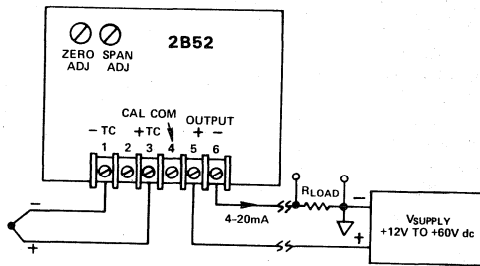 2B52
ZERO SPAN
ADJ ADJ
CAL COM
OUTPUT
- TC + TC + -
1 2 3 4 5 6
-
+
4-20mA
RLOAD
-
+
VSUPPLY
+12V TO +60V dc